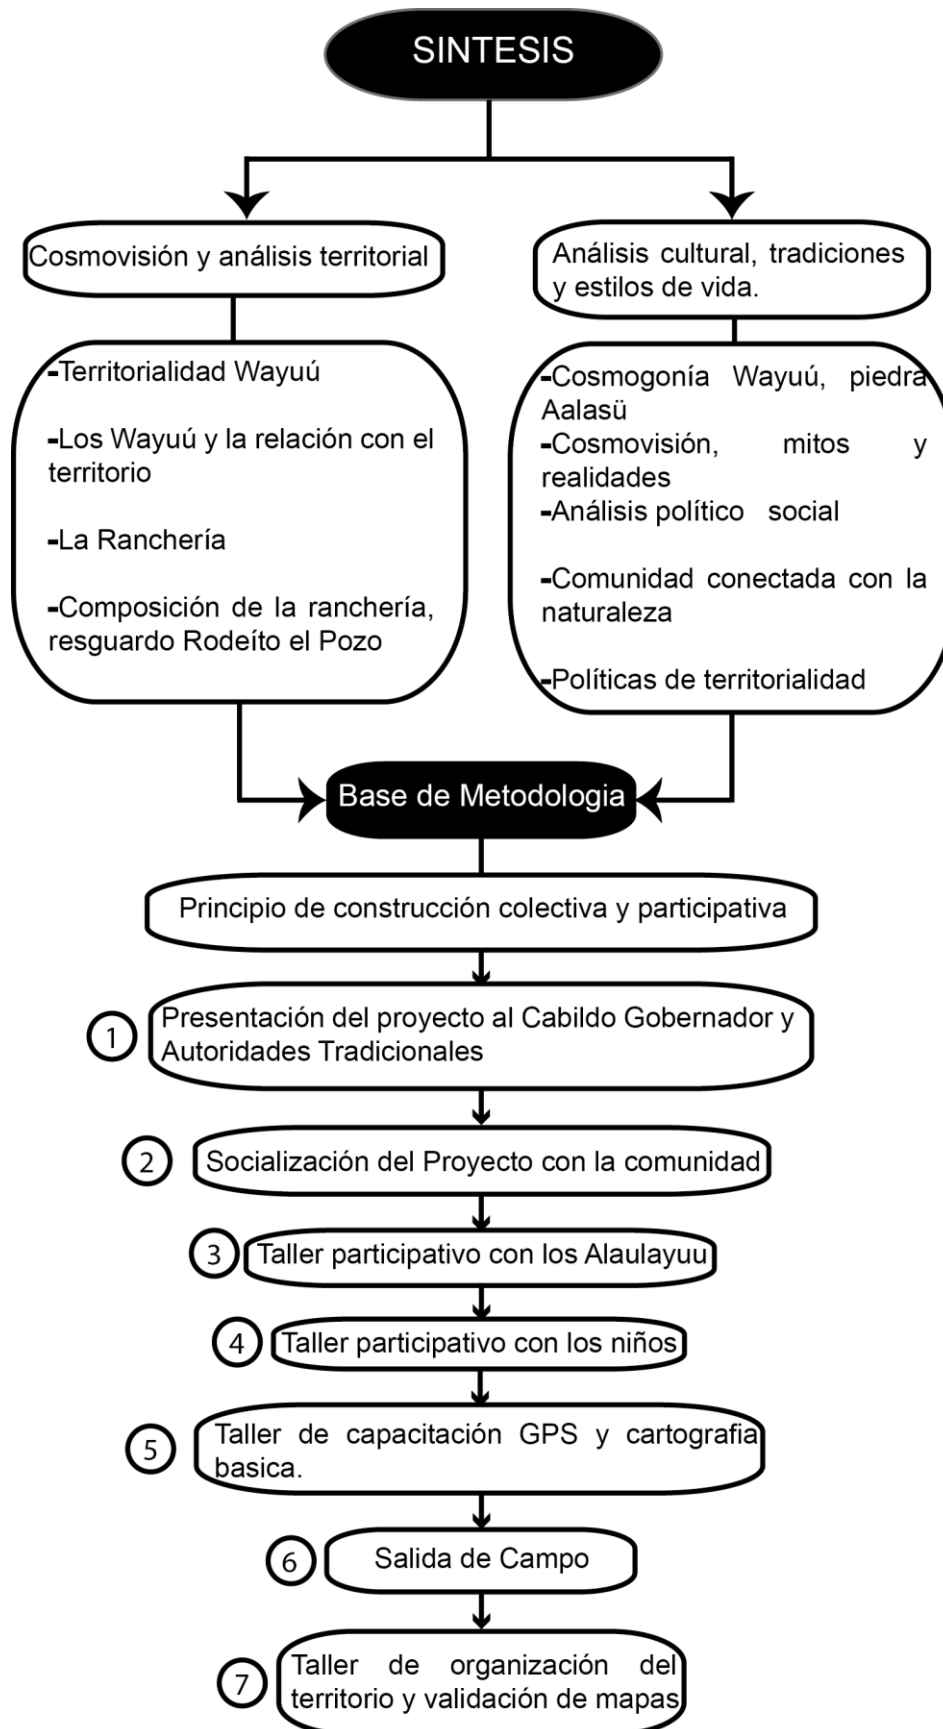 SINTESIS
Cosmovisión y análisis territorial
Análisis cultural, tradiciones
y estilos de vida.
-Territorialidad Wayuú
-Los Wayuú y la relación con el
territorio
-La Ranchería
-Composición de la ranchería,
resguardo Rodeíto el Pozo
-Cosmogonía Wayuú, piedra
Aalasü
-Cosmovisión, mitos y
realidades
-Análisis político social
-Comunidad conectada con la
naturaleza
-Políticas de territorialidad
Base de Metodologia
Principio de construcción colectiva y participativa
1
Presentación del proyecto al Cabildo Gobernador y
Autoridades Tradicionales
2
Socialización del Proyecto con la comunidad
3
Taller participativo con los Alaulayuu
4
Taller participativo con los niños
5
Taller de capacitación GPS y cartografia
basica.
6
Salida de Campo
7
Taller de organización del
territorio y validación de mapas